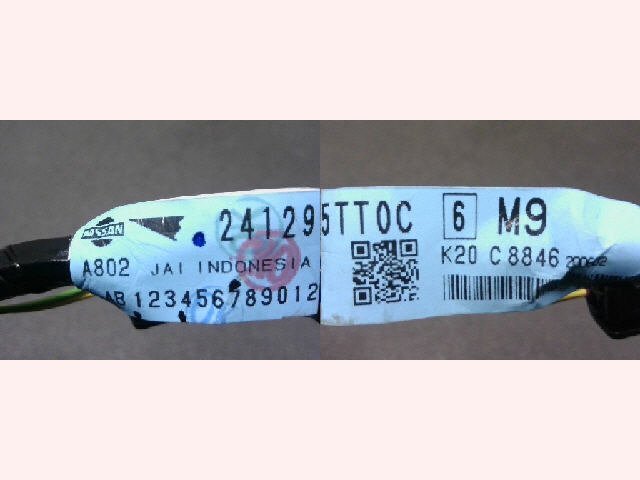 NISSAN 241295TT0C 6 M9
A802 JAI INDONESIA K20 C8846
AB123456789012